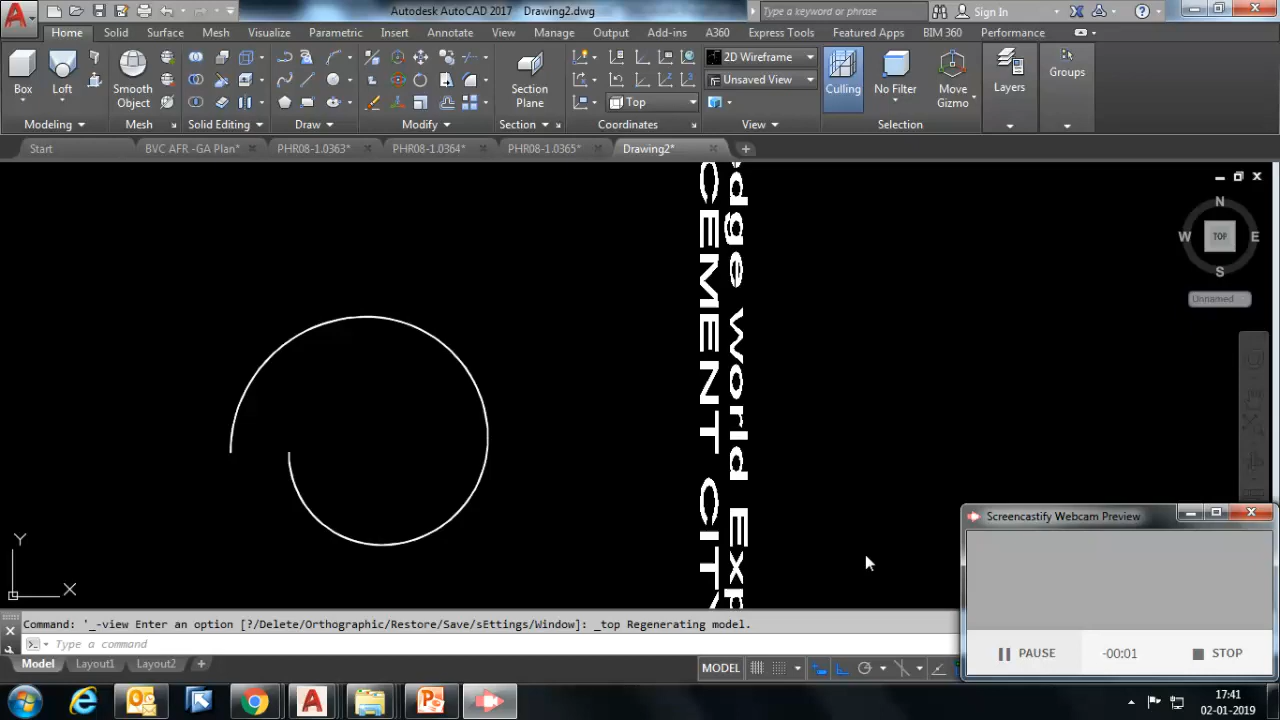 Autodesk AutoCAD 2017 Drawing2.dwg
Type a keyword or phrase
Sign In
Home
Solid
Surface
Mesh
Visualize
Parametric
Insert
Annotate
View
Manage
Output
Add-ins
A360
Express Tools
Featured Apps
BIM 360
Performance
Box
Loft
Smooth
Object
Section
Plane
Top
2D Wireframe
Unsaved View
Culling
No Filter
Move
Gizmo
Layers
Groups
Modeling
Mesh
Solid Editing
Draw
Modify
Section
Coordinates
View
Selection
Start
BVC AFR -GA Plan*
PHR08-1.0363*
PHR08-1.0364*
PHR08-1.0365*
Drawing2*
N
W
TOP
E
S
Unnamed
dge World Exp
CEMENT CITY
Y
X
Screencastify Webcam Preview
PAUSE
-00:01
STOP
Command: '_-view Enter an option [?/Delete/Orthographic/Restore/Save/sEttings/Window]: _top Regenerating model.
Type a command
Model
Layout1
Layout2
MODEL
17:41
02-01-2019